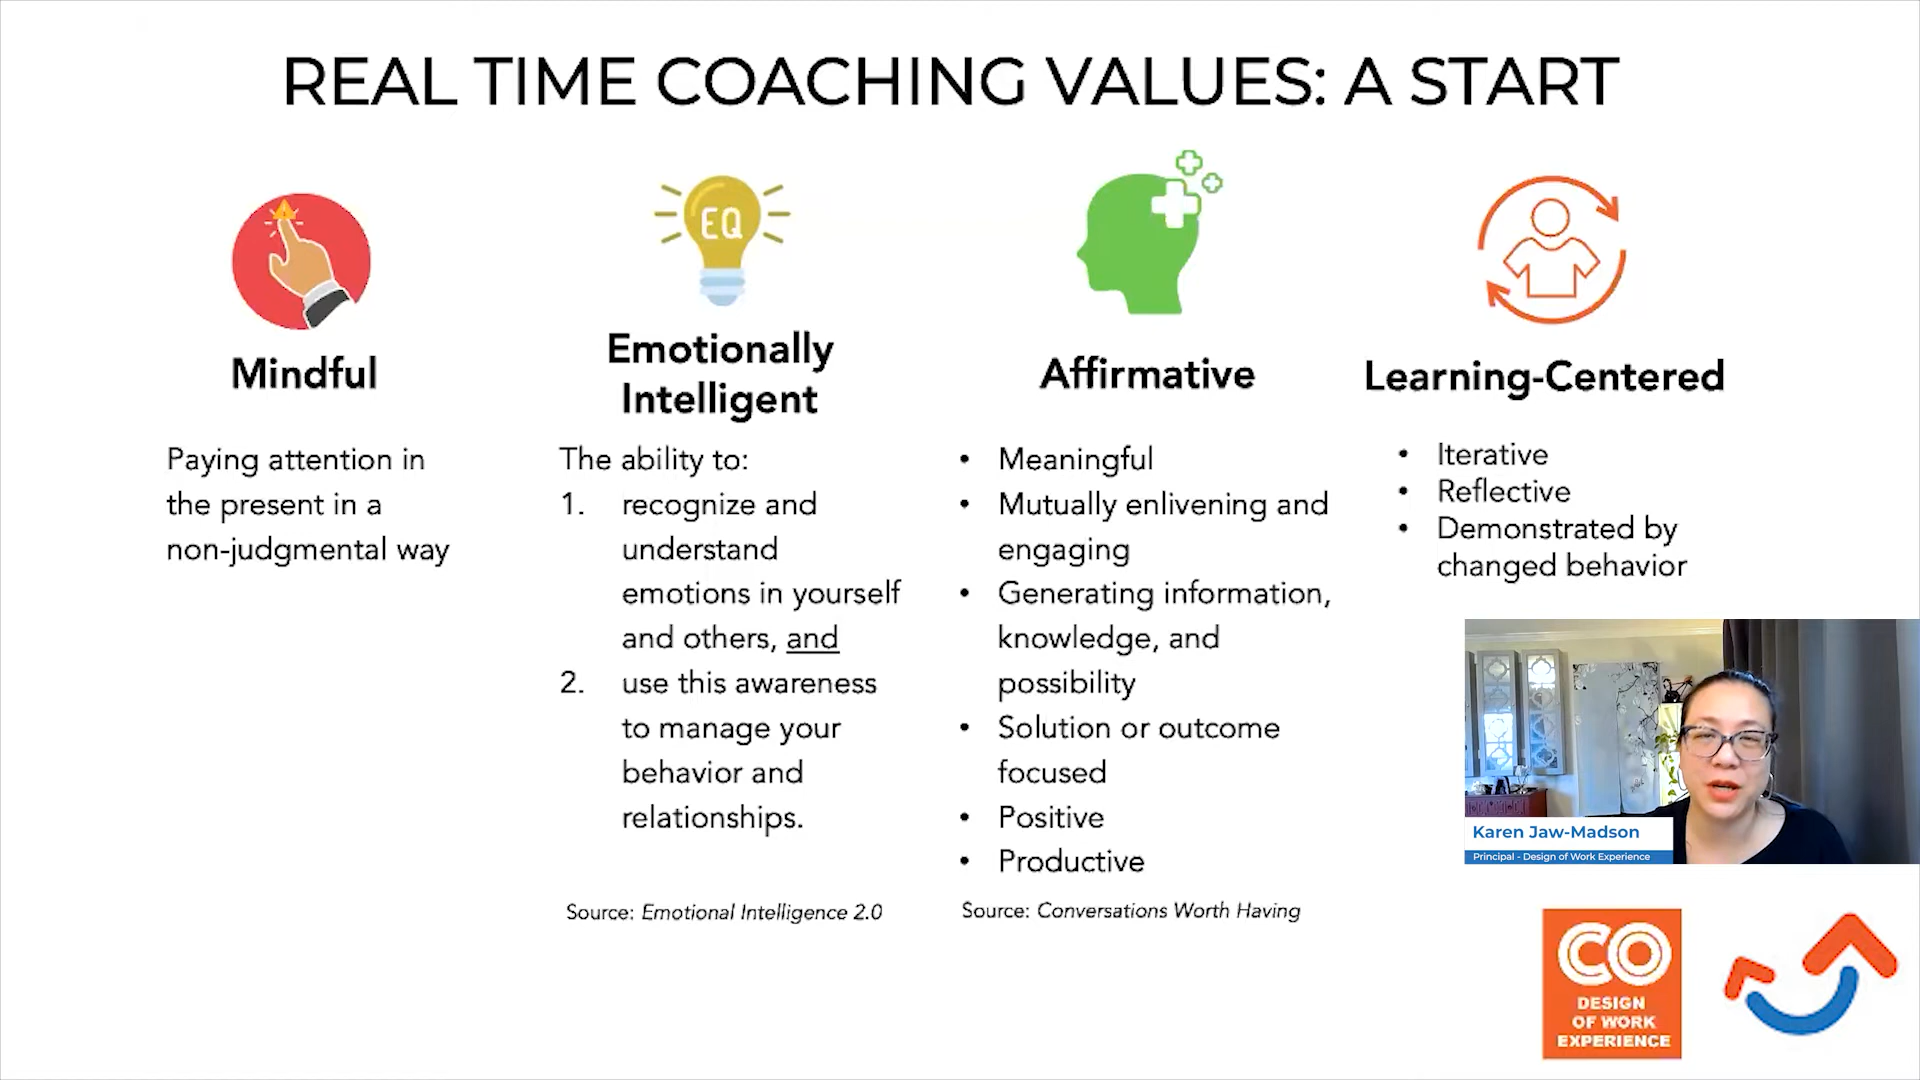 REAL TIME COACHING VALUES: A START
EQ
Mindful
Paying attention in
the present in a
non-judgmental way
Emotionally
Intelligent
The ability to:
1. recognize and
understand
emotions in yourself
and others, and
2. use this awareness
to manage your
behavior and
relationships.
Source: Emotional Intelligence 2.0
Affirmative
• Meaningful
• Mutually enlivening and
engaging
• Generating information,
knowledge, and
possibility
• Solution or outcome
focused
• Positive
• Productive
Source: Conversations Worth Having
Learning-Centered
• Iterative
• Reflective
• Demonstrated by
changed behavior
Karen Jaw-Madson
Principal - Design of Work Experience
CO
DESIGN
OF WORK
EXPERIENCE